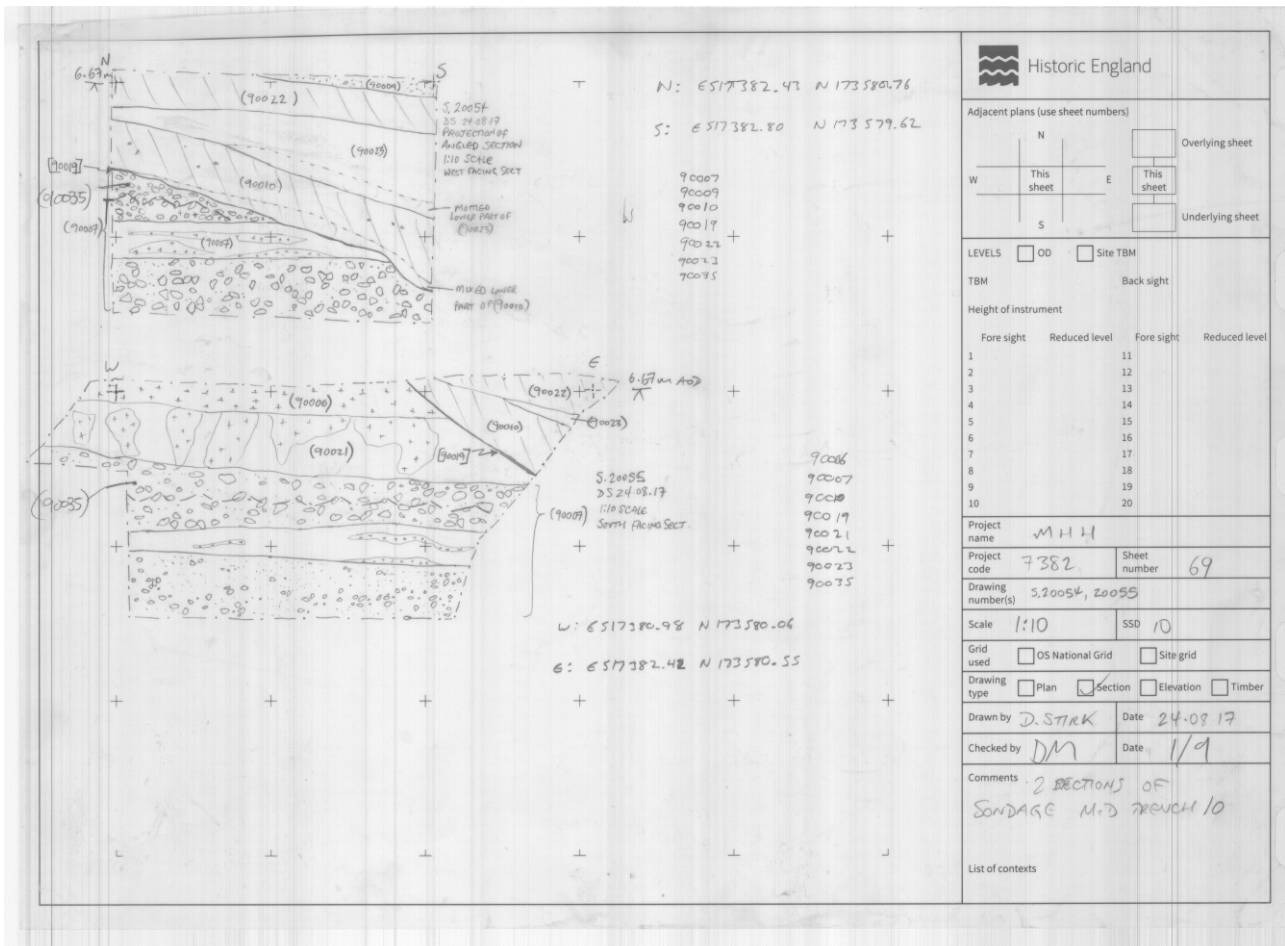 N
S
6.67m
(90009)
(90022)
S.20054
DS 24.08.17
PROJECTION OF
ANGLED SECTION
1:10 SCALE
WEST FACING SECT
(90023)
[90019]
(90010)
(90035)
(90007)
(90007)
LOWER PART OF
(90023)
MIXED LOWER
PART OF (90010)
N: E517382.43 N 173580.76
S: E517382.80 N 173579.62
90007
90009
90010
90019
90022
90023
90035
W
E
6.67m AOD
(90022)
(90006)
(90023)
(90010)
(90021)
[90019]
(90035)
S.20055
DS 24.08.17
1:10 SCALE
SOUTH FACING SECT.
(90007)
90006
90007
90010
90019
90021
90022
90023
90035
W: E517380.98 N 173580.06
E: E517382.42 N 173580.55
Historic England
Adjacent plans (use sheet numbers)
N
W
This
sheet
E
S
Overlying sheet
This
sheet
Underlying sheet
LEVELS OD Site TBM
TBM Back sight
Height of instrument
Fore sight Reduced level Fore sight Reduced level
1 11
2 12
3 13
4 14
5 15
6 16
7 17
8 18
9 19
10 20
Project
name MHH
Project
code 7382
Sheet
number 69
Drawing
number(s) S.20054, 20055
Scale 1:10 SSD 10
Grid
used OS National Grid Site grid
Drawing
type Plan Section Elevation Timber
Drawn by D. STIRK Date 24.08 17
Checked by DM Date 1/9
Comments 2 SECTIONS OF
SONDAGE MID TRENCH 10
List of contexts